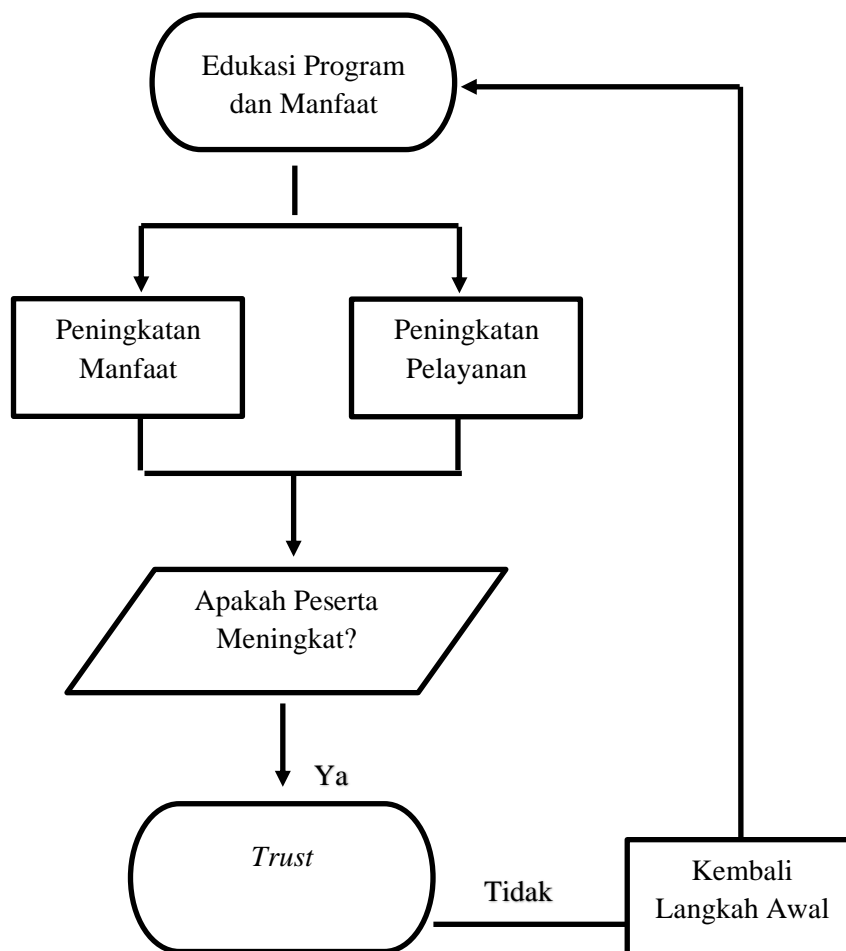 Edukasi Program
dan Manfaat
Peningkatan
Manfaat
Peningkatan
Pelayanan
Apakah Peserta
Meningkat?
Ya
Trust
Tidak
Kembali
Langkah Awal